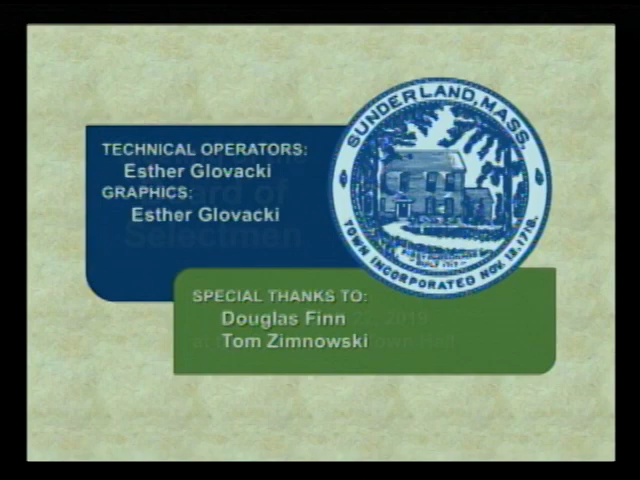 TECHNICAL OPERATORS:
Esther Glovacki
GRAPHICS:
Esther Glovacki
Selectmen
SUNDERLAND, MASS.
TOWN INCORPORATED NOV. 12, 1718.
SPECIAL THANKS TO:
Douglas Finn
Tom Zimnowski